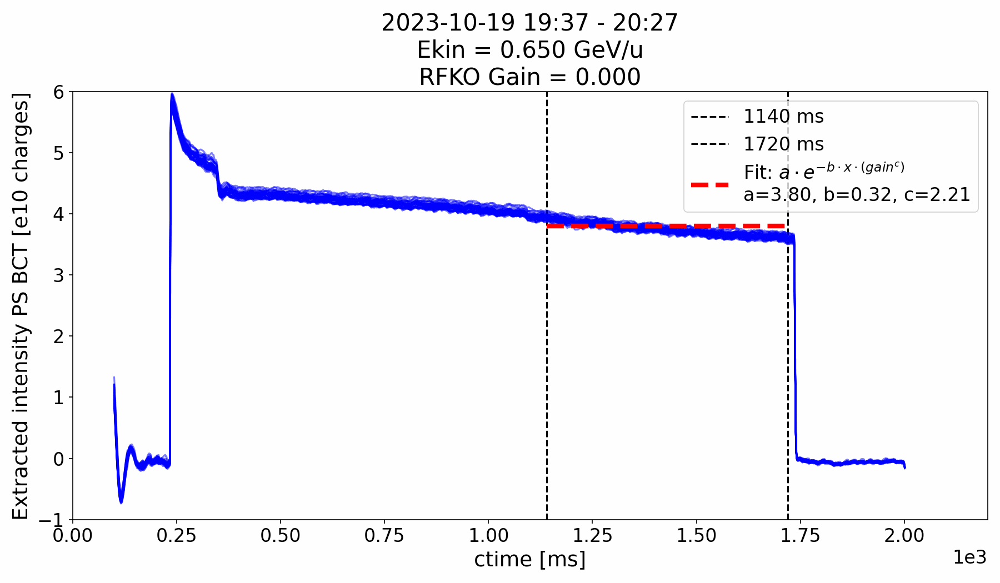 2023-10-19 19:37 - 20:27
Ekin = 0.650 GeV/u
RFKO Gain = 0.000
Extracted intensity PS BCT [e10 charges]
6
5
4
3
2
1
0
−1
1140 ms
1720 ms
Fit: a · e^{−b · x · (gain^c)}
a=3.80, b=0.32, c=2.21
0.00 0.25 0.50 0.75 1.00 1.25 1.50 1.75 2.00
ctime [ms]
1e3